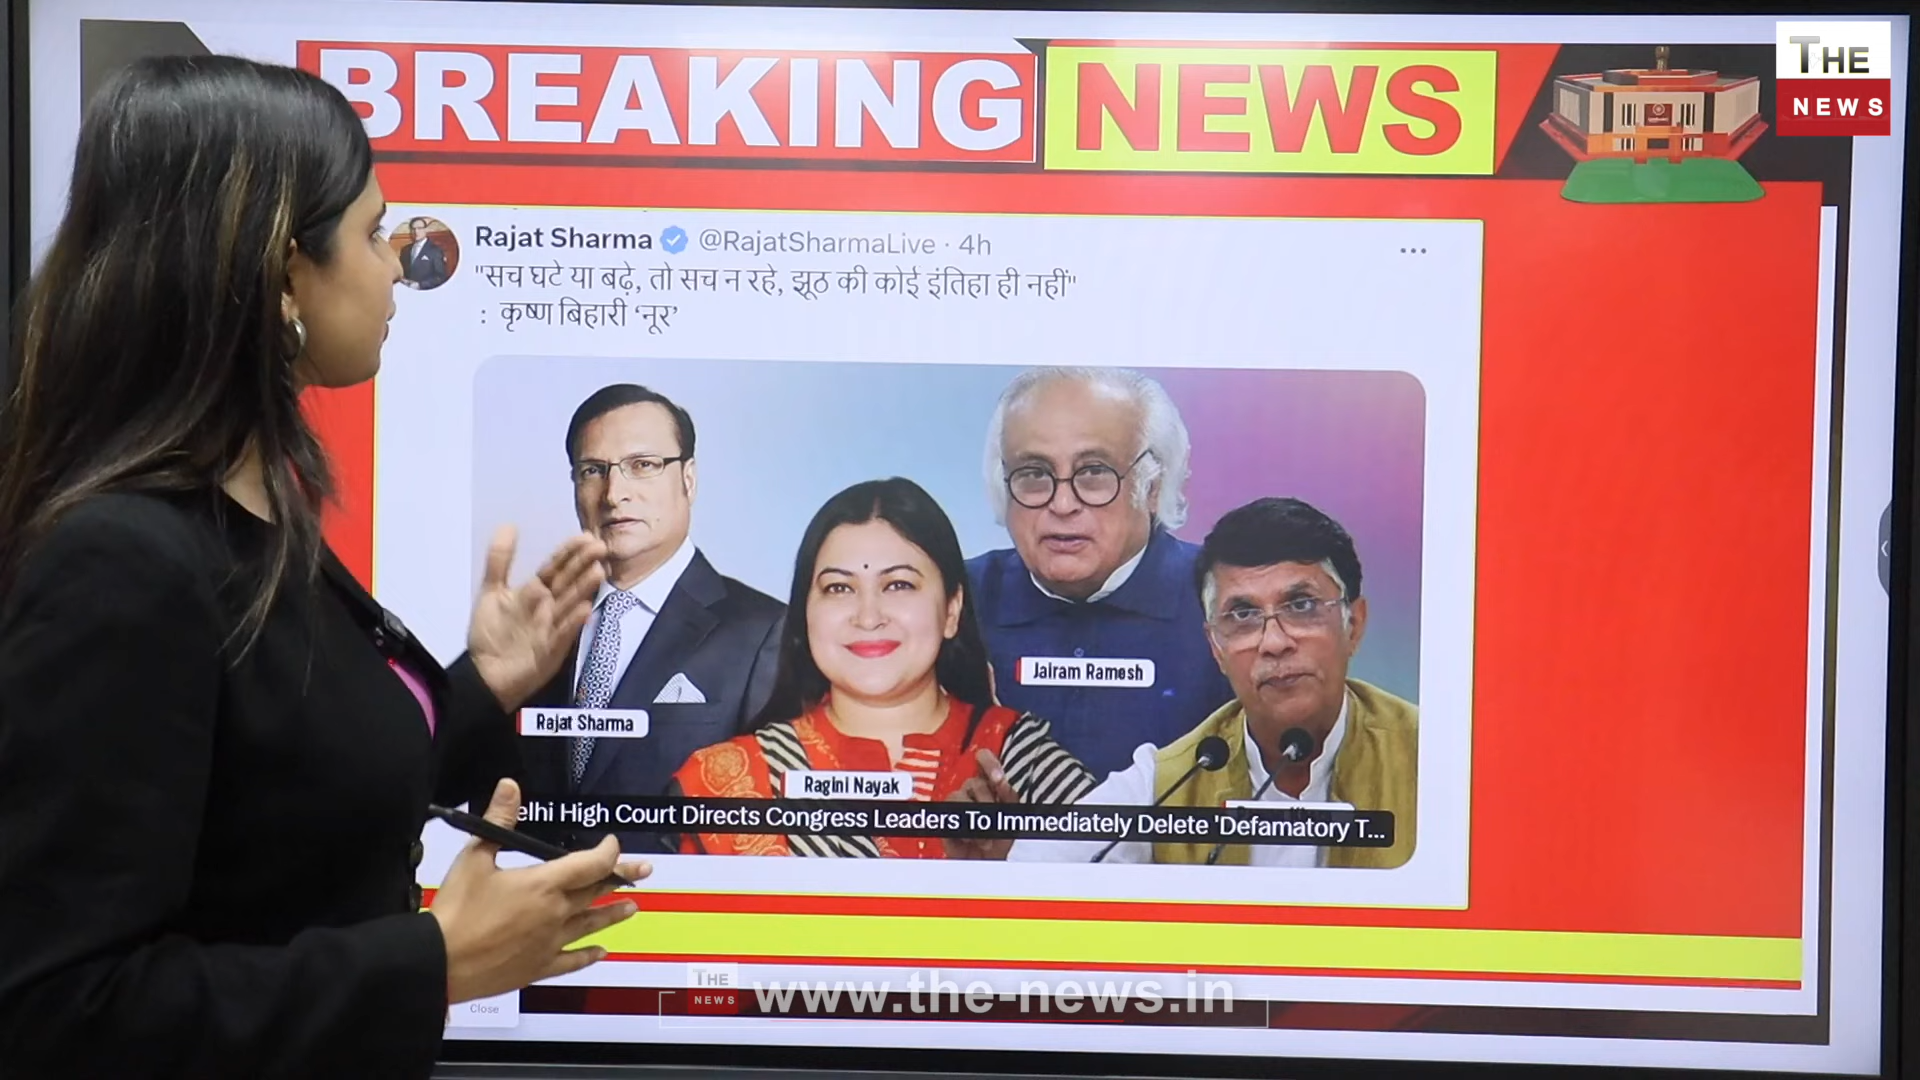 BREAKING NEWS
THE
NEWS
Rajat Sharma @RajatSharmaLive · 4h
"सच घटे या बढ़े, तो सच न रहे, झूठ की कोई इंतिहा ही नहीं"
: कृष्ण बिहारी ‘नूर’
Jairam Ramesh
Rajat Sharma
Ragini Nayak
elhi High Court Directs Congress Leaders To Immediately Delete 'Defamatory T...
THE
NEWS
www.the-news.in
Close